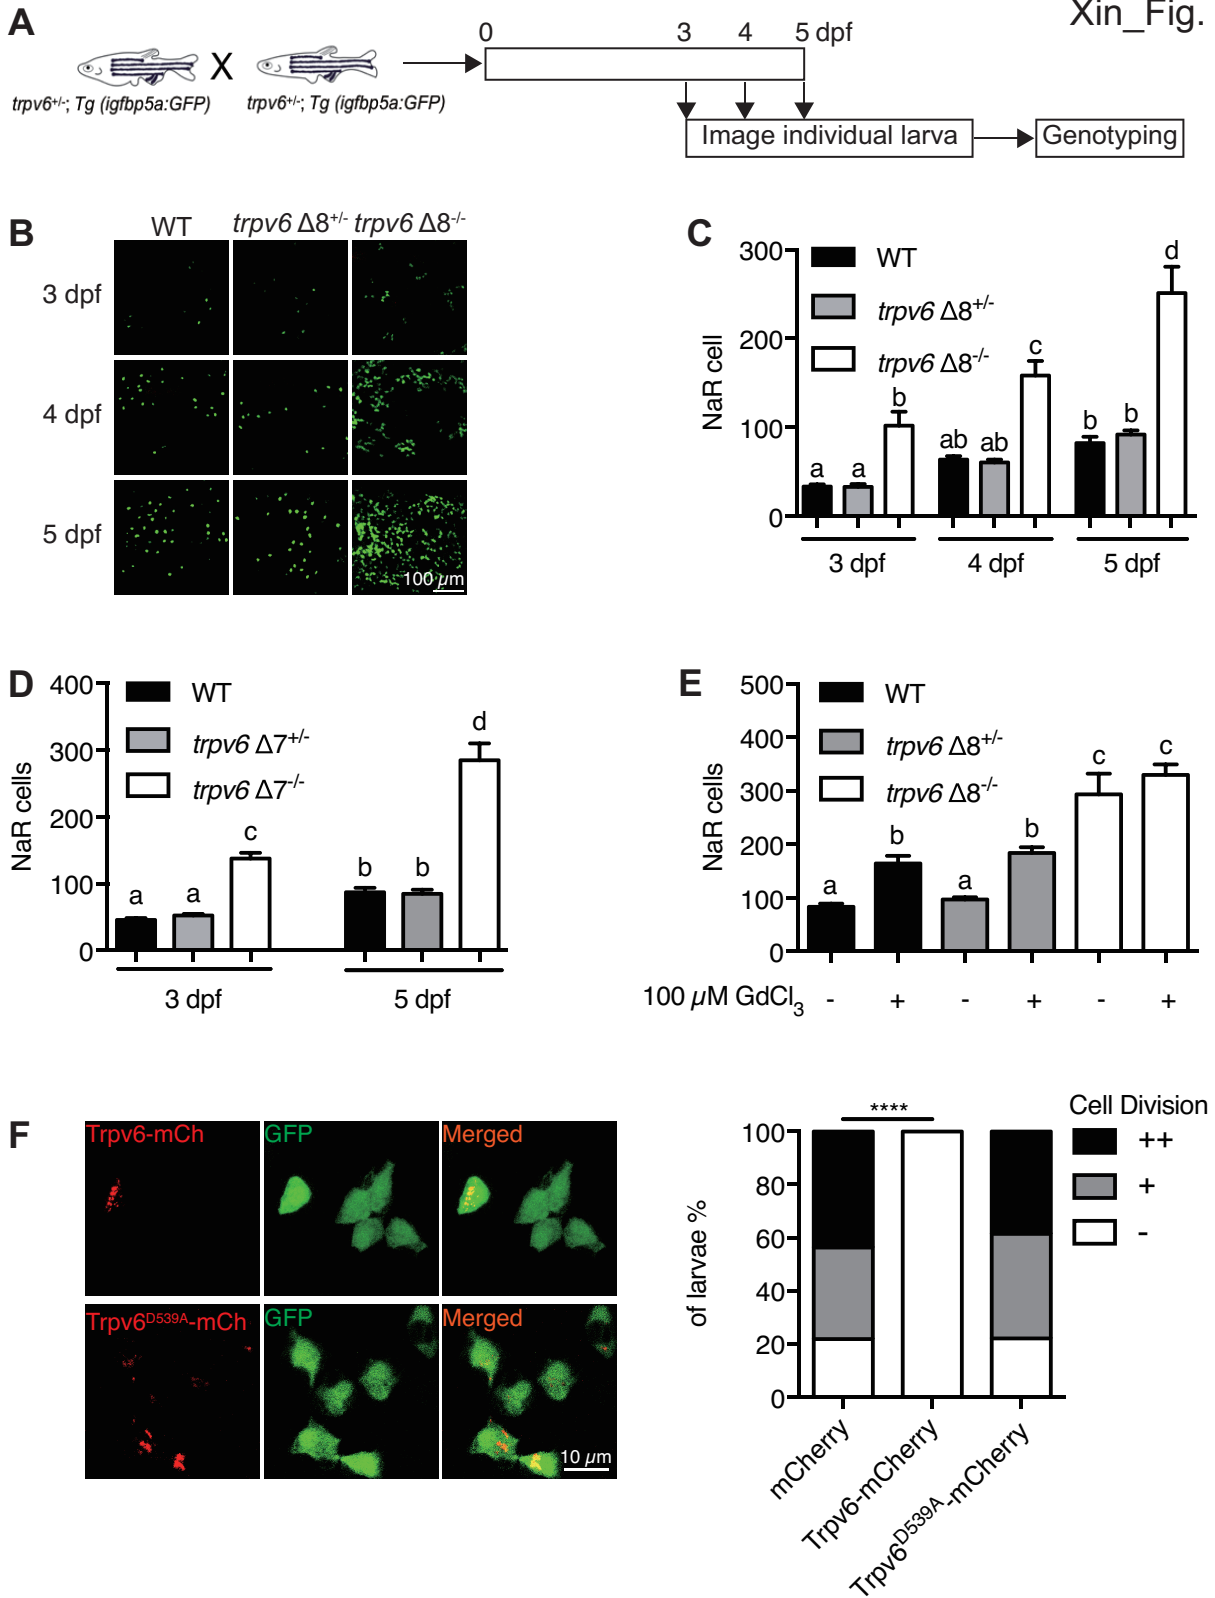 Xin_Fig.
A
0 3 4 5 dpf
X
trpv6+/-; Tg (igfbp5a:GFP) trpv6+/-; Tg (igfbp5a:GFP)
Image individual larva
Genotyping
B
WT trpv6 Δ8+/- trpv6 Δ8-/-
3 dpf
4 dpf
5 dpf
100 µm
C
NaR cell
300
200
100
0
WT
trpv6 Δ8+/-
trpv6 Δ8-/-
a a b ab ab c b b d
3 dpf 4 dpf 5 dpf
D
NaR cells
400
300
200
100
0
WT
trpv6 Δ7+/-
trpv6 Δ7-/-
a a c b b d
3 dpf 5 dpf
E
NaR cells
500
400
300
200
100
0
WT
trpv6 Δ8+/-
trpv6 Δ8-/-
a b a b c c
100 µM GdCl3 - + - + - +
F
Trpv6-mCh GFP Merged
Trpv6D539A-mCh GFP Merged
10 µm
of larvae %
100
80
60
40
20
0
****
Cell Division
++
+
-
mCherry
Trpv6-mCherry
Trpv6D539A-mCherry